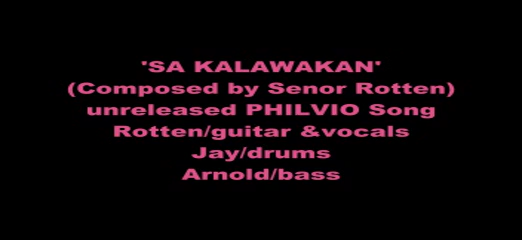 'SA KALAWAKAN'
(Composed by Senor Rotten)
unreleased PHILVIO Song
Rotten/guitar &vocals
Jay/drums
Arnold/bass